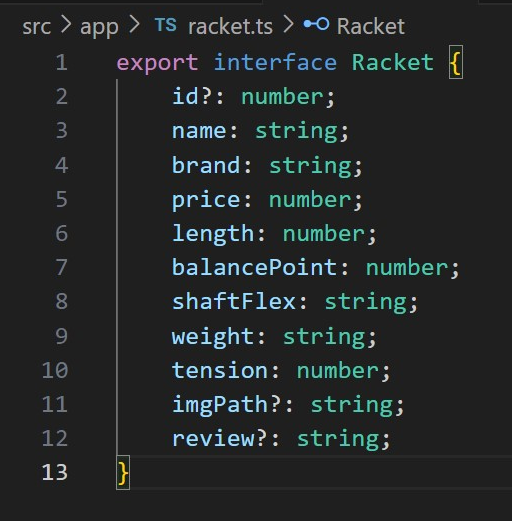 src > app > TS racket.ts > Racket
1 export interface Racket {
2 id?: number;
3 name: string;
4 brand: string;
5 price: number;
6 length: number;
7 balancePoint: number;
8 shaftFlex: string;
9 weight: string;
10 tension: number;
11 imgPath?: string;
12 review?: string;
13 }